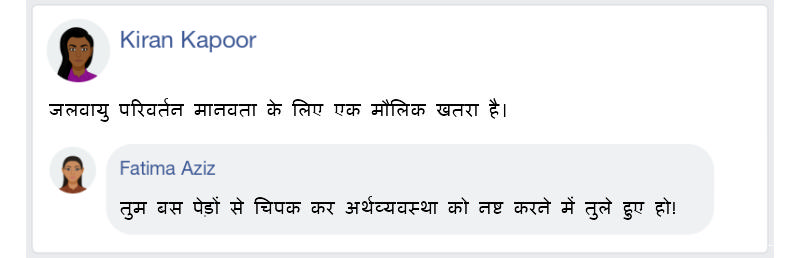 Kiran Kapoor
जलवायु परिवर्तन मानवता के लिए एक मौलिक खतरा है।
Fatima Aziz
तुम बस पेड़ों से चिपक कर अर्थव्यवस्था को नष्ट करने में तुले हुए हो!